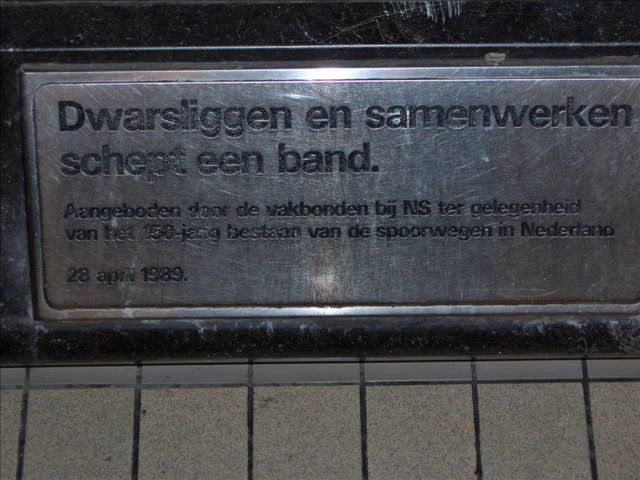 Dwarsliggen en samenwerken
schept een band.
Aangeboden door de vakbonden bij NS ter gelegenheid
van het 150-jarig bestaan van de spoorwegen in Nederland
28 april 1989.